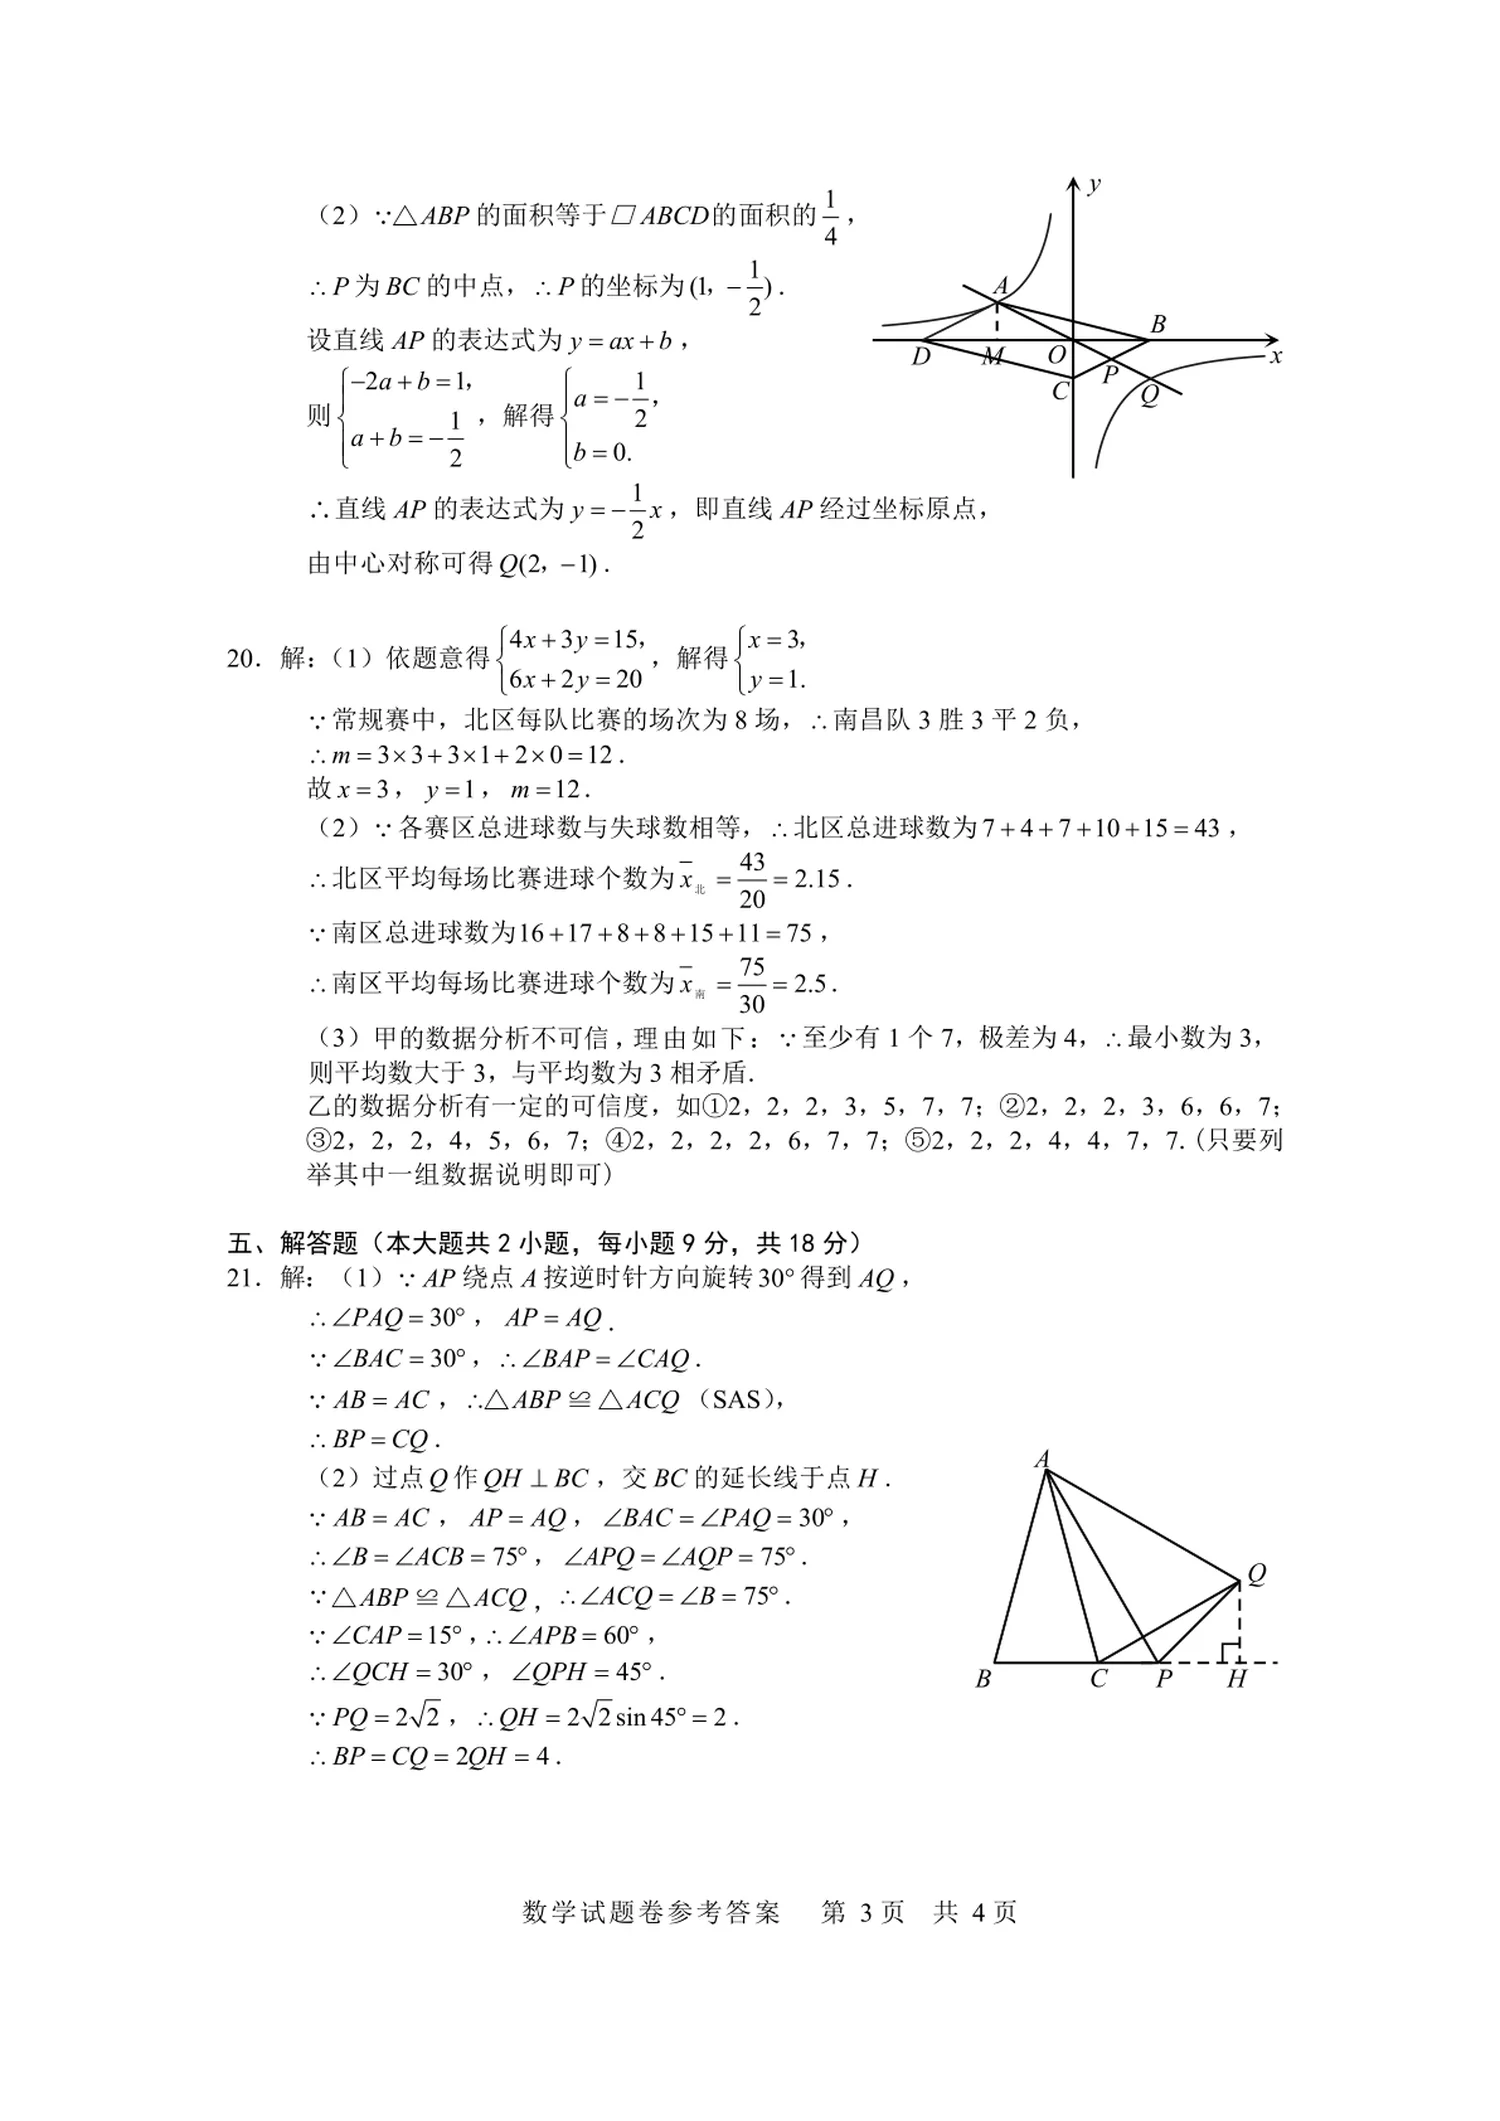 （2）∵△ABP 的面积等于□ABCD的面积的 1/4，
∴P 为 BC 的中点，∴P 的坐标为 (1，−1/2)．
设直线 AP 的表达式为 y＝ax＋b，
则 {−2a＋b＝1，a＋b＝−1/2，解得 {a＝−1/2，b＝0.
∴直线 AP 的表达式为 y＝−1/2 x，即直线 AP 经过坐标原点，
由中心对称可得 Q(2，−1)．
y
A
B
D
M
O
x
C
P
Q
20．解：（1）依题意得 {4x＋3y＝15，6x＋2y＝20，解得 {x＝3，y＝1.
∵常规赛中，北区每队比赛的场次为 8 场，∴南昌队 3 胜 3 平 2 负，
∴m＝3×3＋3×1＋2×0＝12．
故 x＝3，y＝1，m＝12．
（2）∵各赛区总进球数与失球数相等，∴北区总进球数为 7＋4＋7＋10＋15＝43，
∴北区平均每场比赛进球个数为 x̄北＝43/20＝2.15．
∵南区总进球数为16＋17＋8＋8＋15＋11＝75，
∴南区平均每场比赛进球个数为 x̄南＝75/30＝2.5．
（3）甲的数据分析不可信，理由如下：∵至少有 1 个 7，极差为 4，∴最小数为 3，
则平均数大于 3，与平均数为 3 相矛盾.
乙的数据分析有一定的可信度，如①2，2，2，3，5，7，7；②2，2，2，3，6，6，7；
③2，2，2，4，5，6，7；④2，2，2，2，6，7，7；⑤2，2，2，4，4，7，7.（只要列
举其中一组数据说明即可）
五、解答题（本大题共 2 小题，每小题 9 分，共 18 分）
21．解：（1）∵AP 绕点 A 按逆时针方向旋转 30° 得到 AQ，
∴∠PAQ＝30°，AP＝AQ．
∵∠BAC＝30°，∴∠BAP＝∠CAQ．
∵AB＝AC，∴△ABP≌△ACQ（SAS），
∴BP＝CQ．
（2）过点 Q 作 QH⊥BC，交 BC 的延长线于点 H．
∵AB＝AC，AP＝AQ，∠BAC＝∠PAQ＝30°，
∴∠B＝∠ACB＝75°，∠APQ＝∠AQP＝75°．
∵△ABP≌△ACQ，∴∠ACQ＝∠B＝75°．
∵∠CAP＝15°，∴∠APB＝60°，
∴∠QCH＝30°，∠QPH＝45°．
∵PQ＝2√2，∴QH＝2√2 sin 45°＝2．
∴BP＝CQ＝2QH＝4．
A
Q
B
C
P
H
数学试题卷参考答案 第 3 页 共 4 页